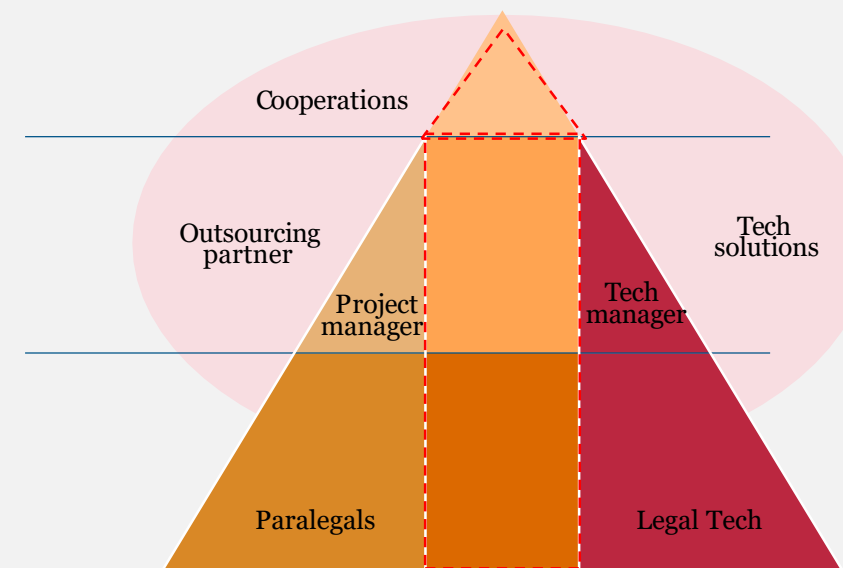 Cooperations
Outsourcing
partner
Tech
solutions
Project
manager
Tech
manager
Paralegals
Legal Tech